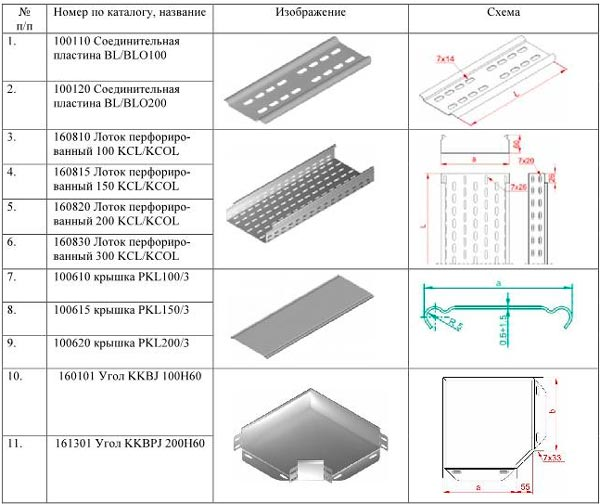 № п/п
Номер по каталогу, название
Изображение
Схема
1.
100110 Соединительная
пластина BL/BLO100
2.
100120 Соединительная
пластина BL/BLO200
7x14
L
3.
160810 Лоток перфориро-
ванный 100 KCL/KCOL
4.
160815 Лоток перфориро-
ванный 150 KCL/KCOL
5.
160820 Лоток перфориро-
ванный 200 KCL/KCOL
6.
160830 Лоток перфориро-
ванный 300 KCL/KCOL
60
a
7x20
26
7x26
L
7.
100610 крышка PKL100/3
8.
100615 крышка PKL150/3
9.
100620 крышка PKL200/3
a
0.5÷1.5
10.
160101 Угол KKBJ 100H60
11.
161301 Угол KKBPJ 200H60
b
7x33
a
55